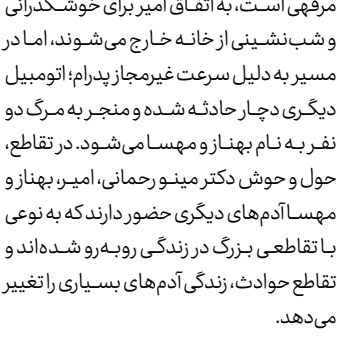 مرفهی است، به اتفاق امیر برای خوشگذرانی
و شب‌نشینی از خانه خارج می‌شوند، اما در
مسیر به دلیل سرعت غیرمجاز پدرام؛ اتومبیل
دیگری دچار حادثه شده و منجر به مرگ دو
نفر به نام بهناز و مهسا می‌شود. در تقاطع،
حول و حوش دکتر مینو رحمانی، امیر، بهناز و
مهسا آدم‌های دیگری حضور دارند که به نوعی
با تقاطعی بزرگ در زندگی روبه‌رو شده‌اند و
تقاطع حوادث، زندگی آدم‌های بسیاری را تغییر
می‌دهد.